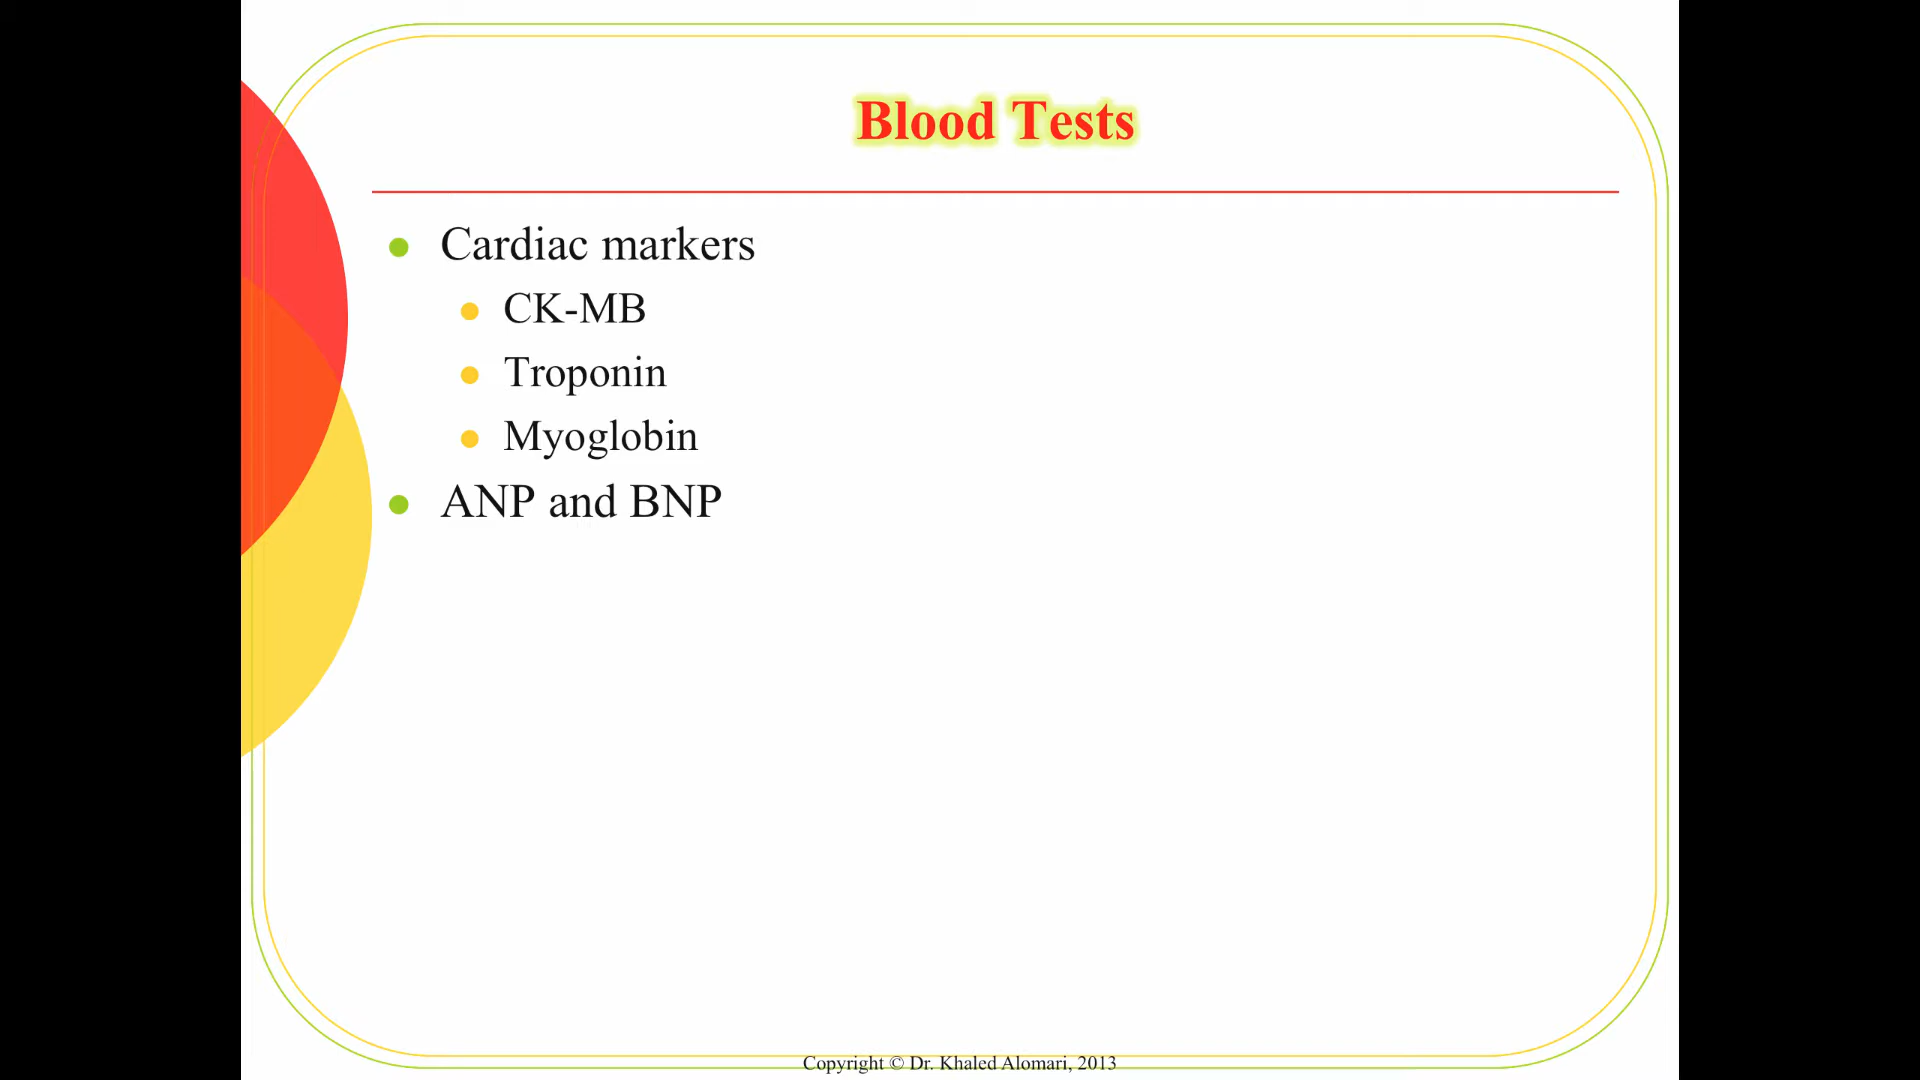 Blood Tests
Cardiac markers
CK-MB
Troponin
Myoglobin
ANP and BNP
Copyright © Dr. Khaled Alomari, 2013